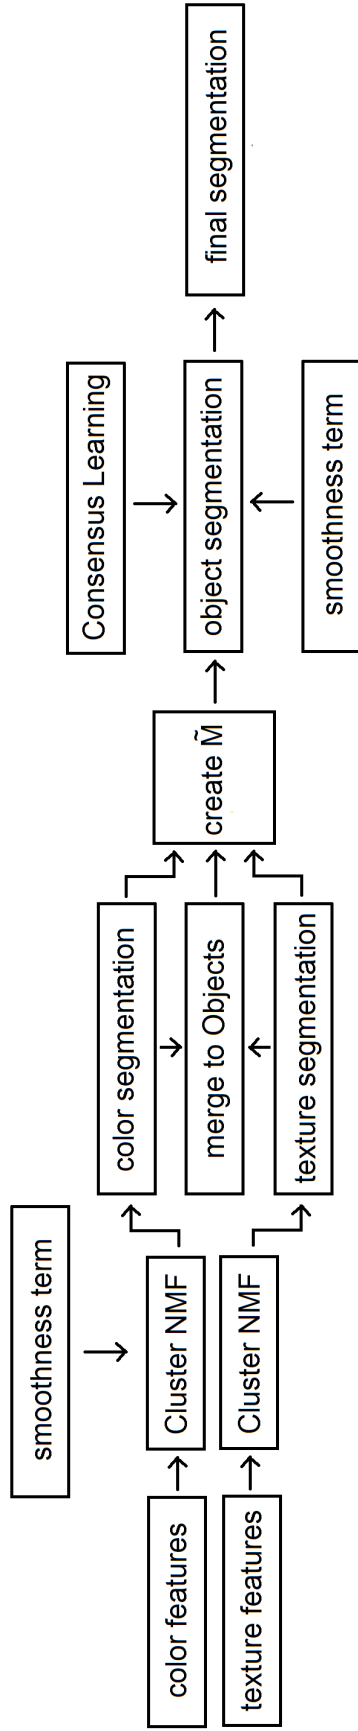 smoothness term
color features
texture features
Cluster NMF
Cluster NMF
color segmentation
merge to Objects
texture segmentation
create M̃
Consensus Learning
object segmentation
smoothness term
final segmentation